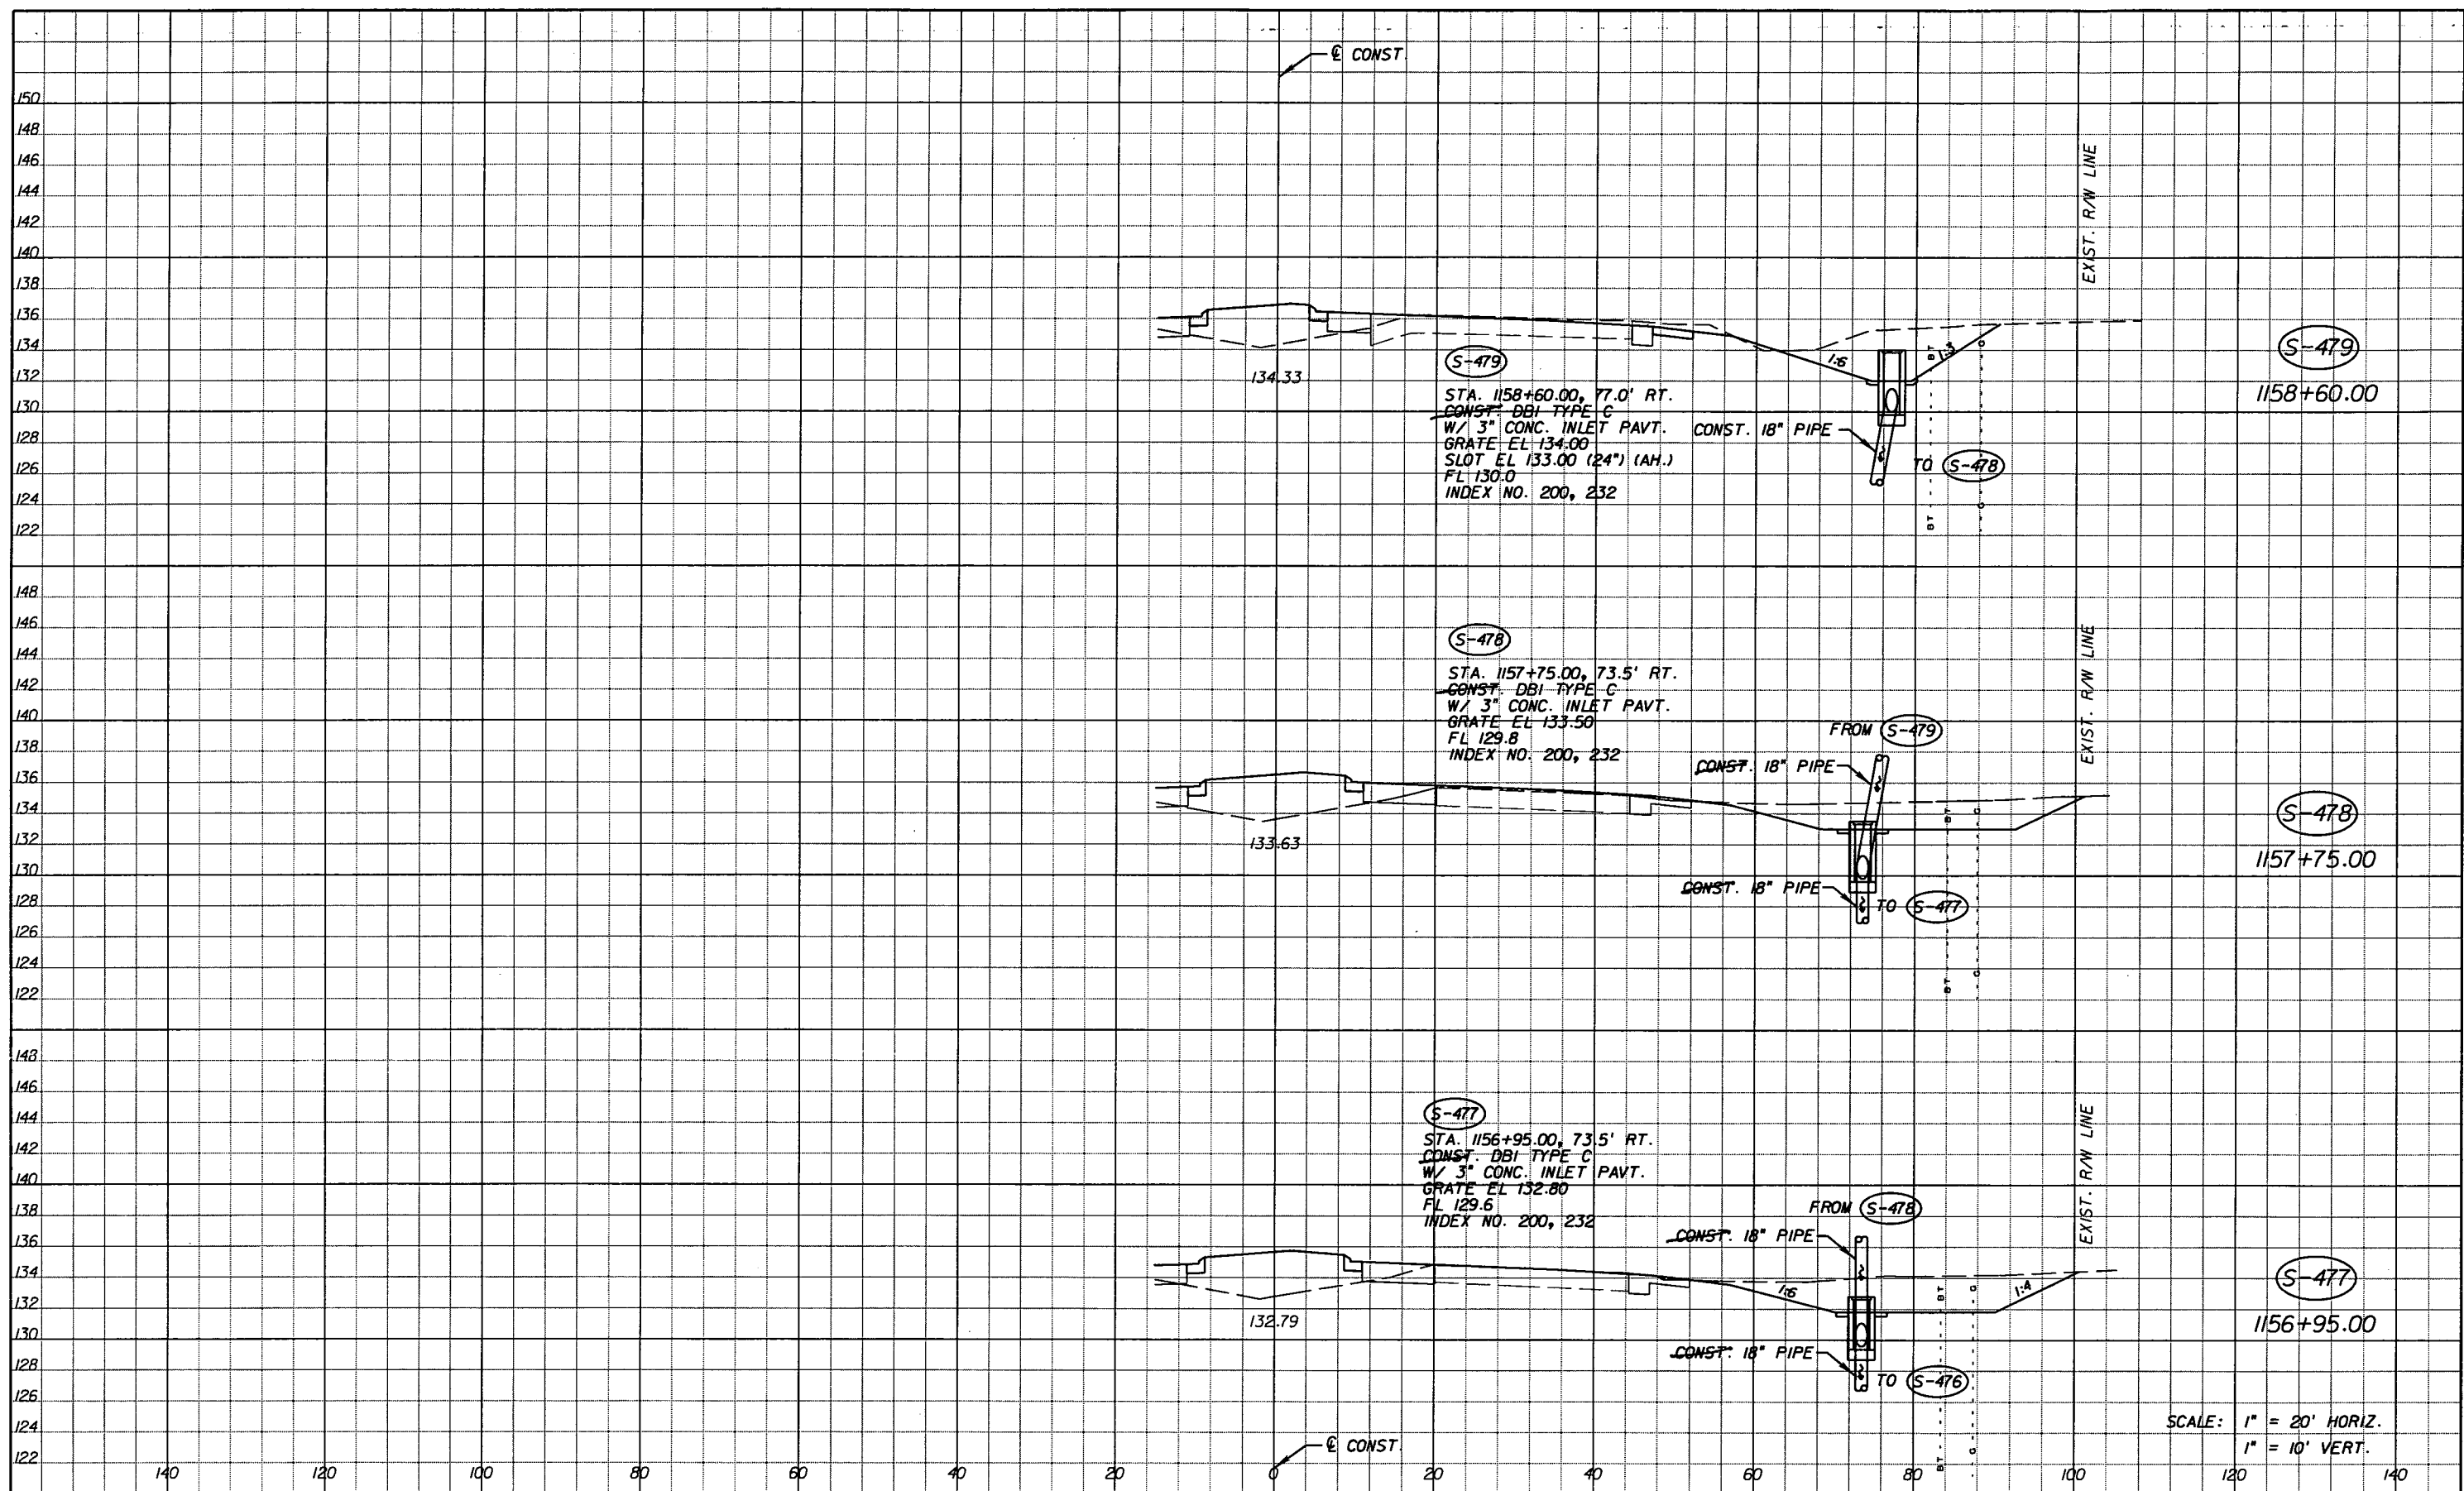 ℄ CONST.
150
148
146
144
142
140
138
136
134
132
130
128
126
124
122
EXIST. R/W LINE
134.33
S-479
STA. 1158+60.00, 77.0' RT.
CONST. DBI TYPE C
W/ 3" CONC. INLET PAVT.
GRATE EL 134.00
SLOT EL 133.00 (24") (AH.)
FL 130.0
INDEX NO. 200, 232
CONST. 18" PIPE
TO S-478
1:6
1:3
BT
G
BT
G
S-479
1158+60.00
148
146
144
142
140
138
136
134
132
130
128
126
124
122
EXIST. R/W LINE
133.63
S-478
STA. 1157+75.00, 73.5' RT.
CONST. DBI TYPE C
W/ 3" CONC. INLET PAVT.
GRATE EL 133.50
FL 129.8
INDEX NO. 200, 232
FROM S-479
CONST. 18" PIPE
CONST. 18" PIPE
TO S-477
BT
G
BT
G
S-478
1157+75.00
148
146
144
142
140
138
136
134
132
130
128
126
124
122
EXIST. R/W LINE
132.79
S-477
STA. 1156+95.00, 73.5' RT.
CONST. DBI TYPE C
W/ 3" CONC. INLET PAVT.
GRATE EL 132.80
FL 129.6
INDEX NO. 200, 232
FROM S-478
CONST. 18" PIPE
1:6
1:4
CONST. 18" PIPE
TO S-476
BT
G
BT
G
S-477
1156+95.00
SCALE: 1" = 20' HORIZ.
1" = 10' VERT.
℄ CONST.
140 120 100 80 60 40 20 0 20 40 60 80 100 120 140